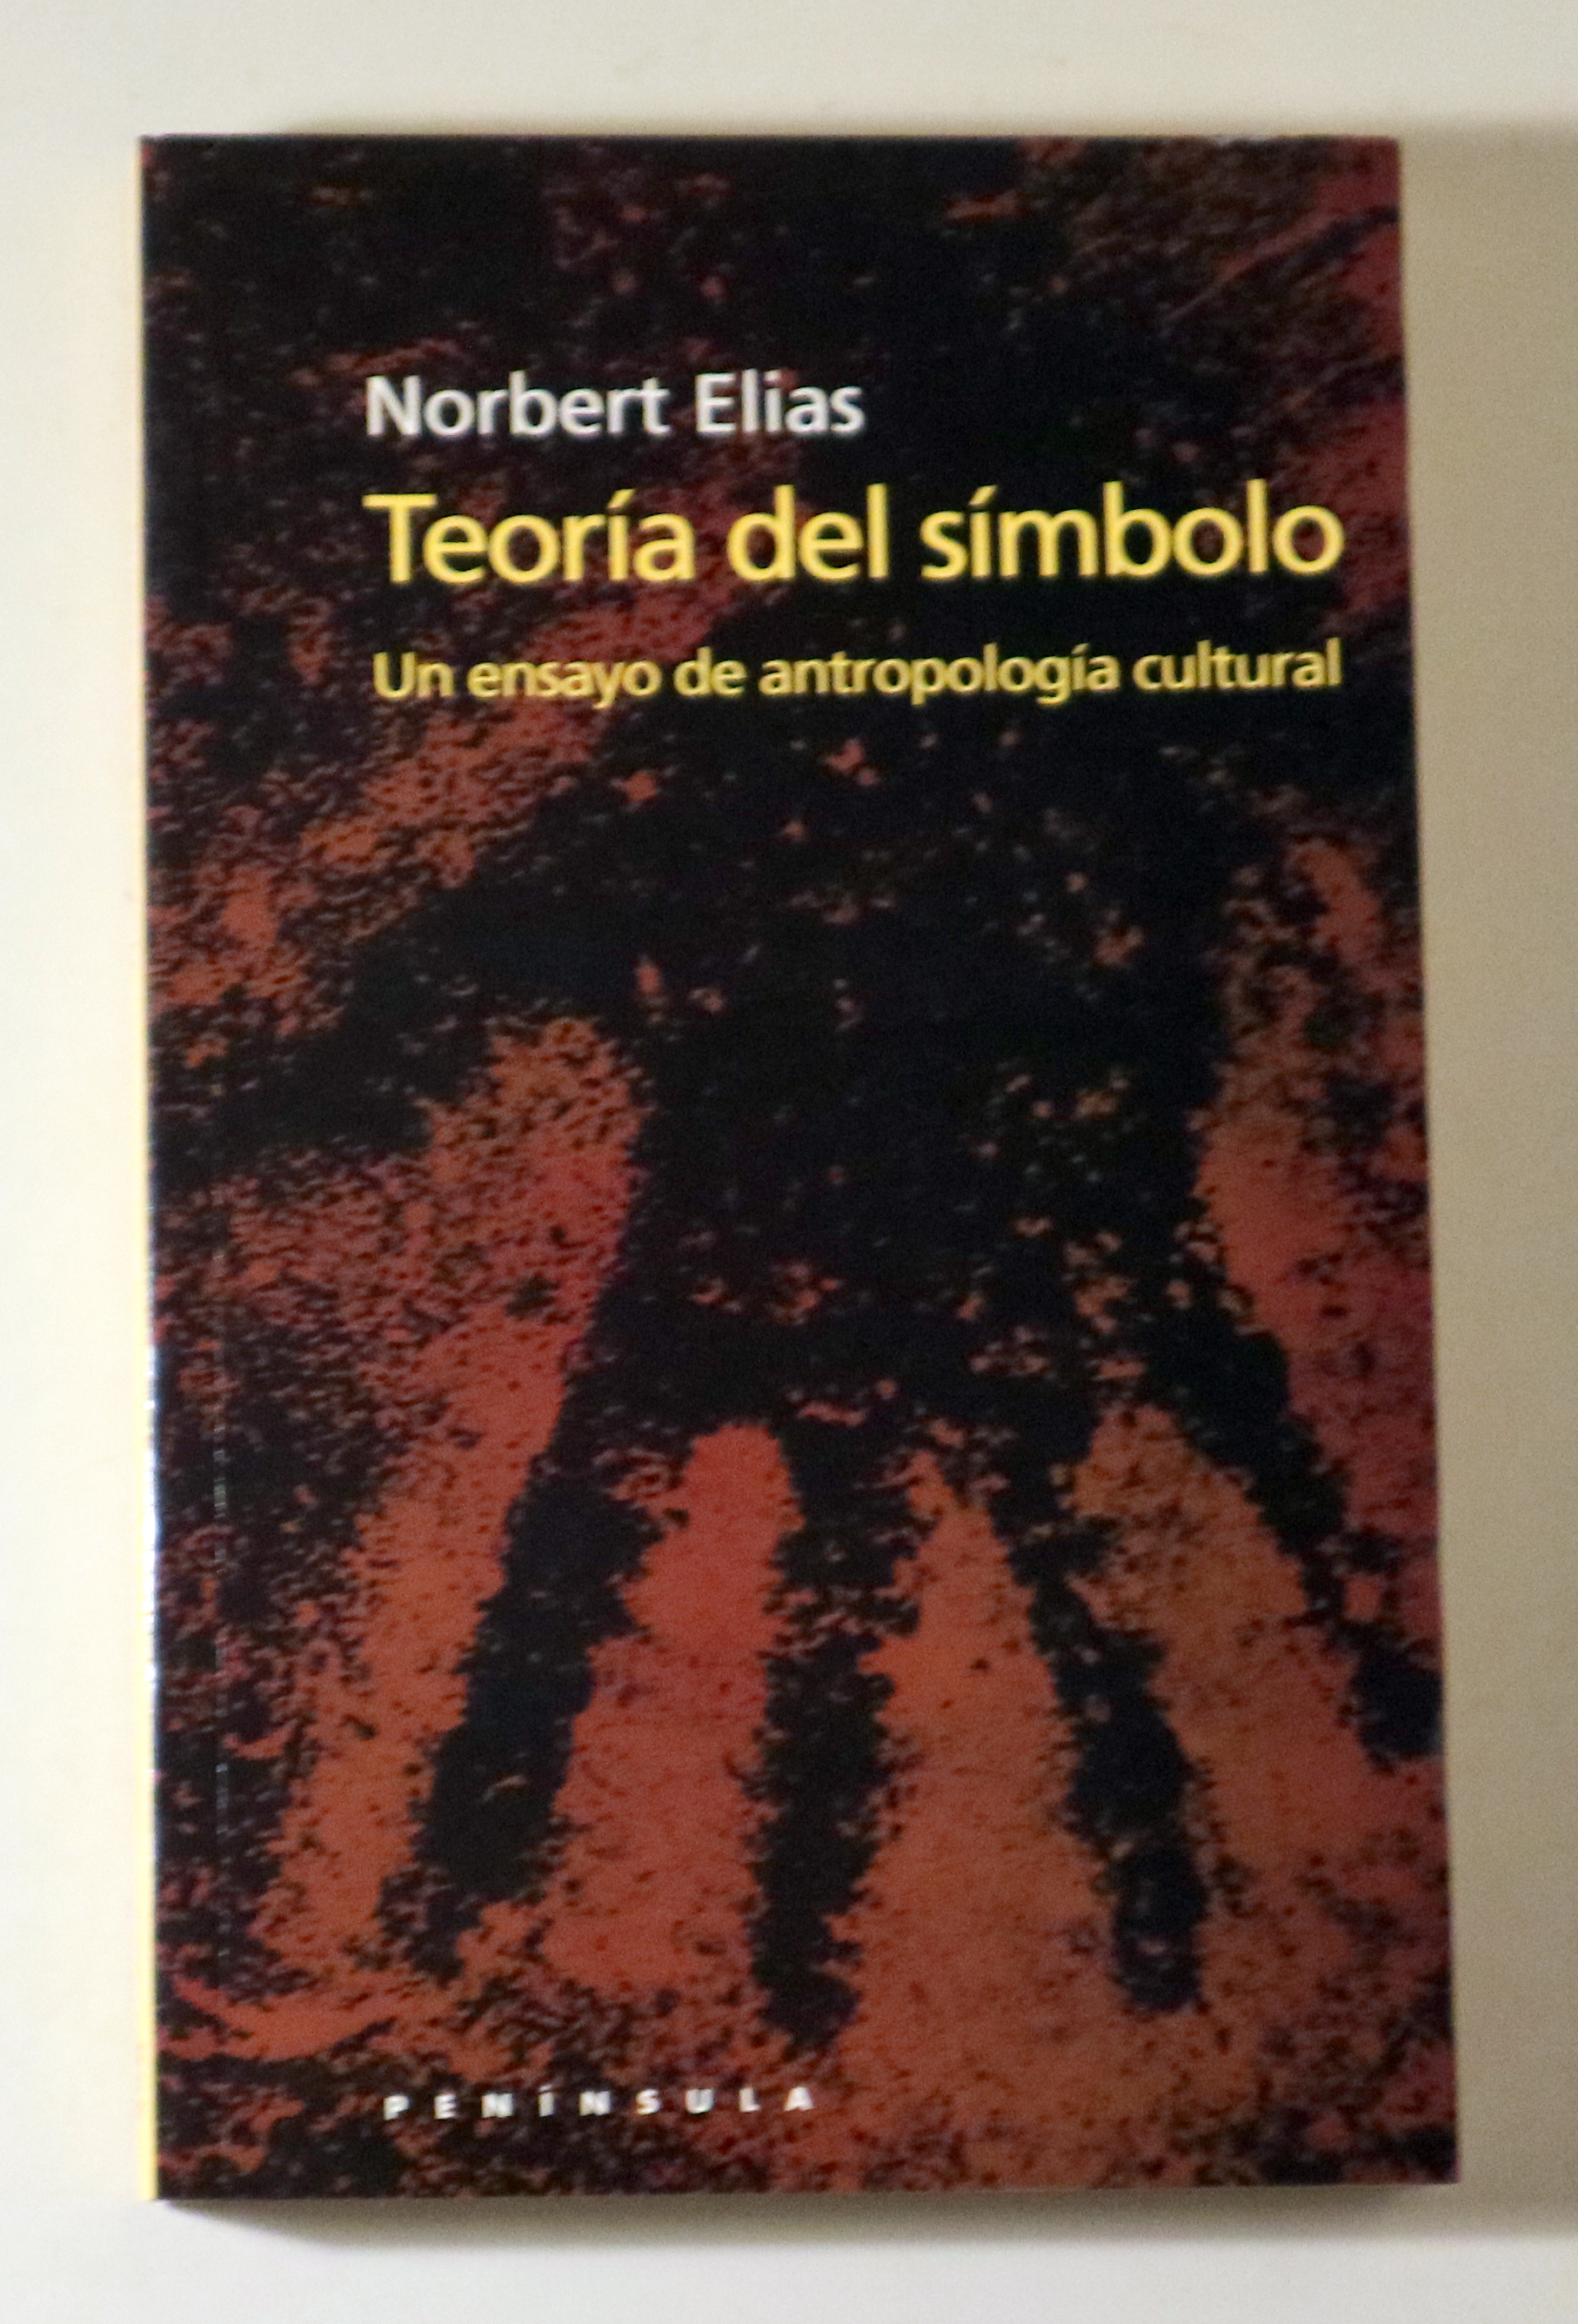 Norbert Elias
Teoría del símbolo
Un ensayo de antropología cultural
PENÍNSULA